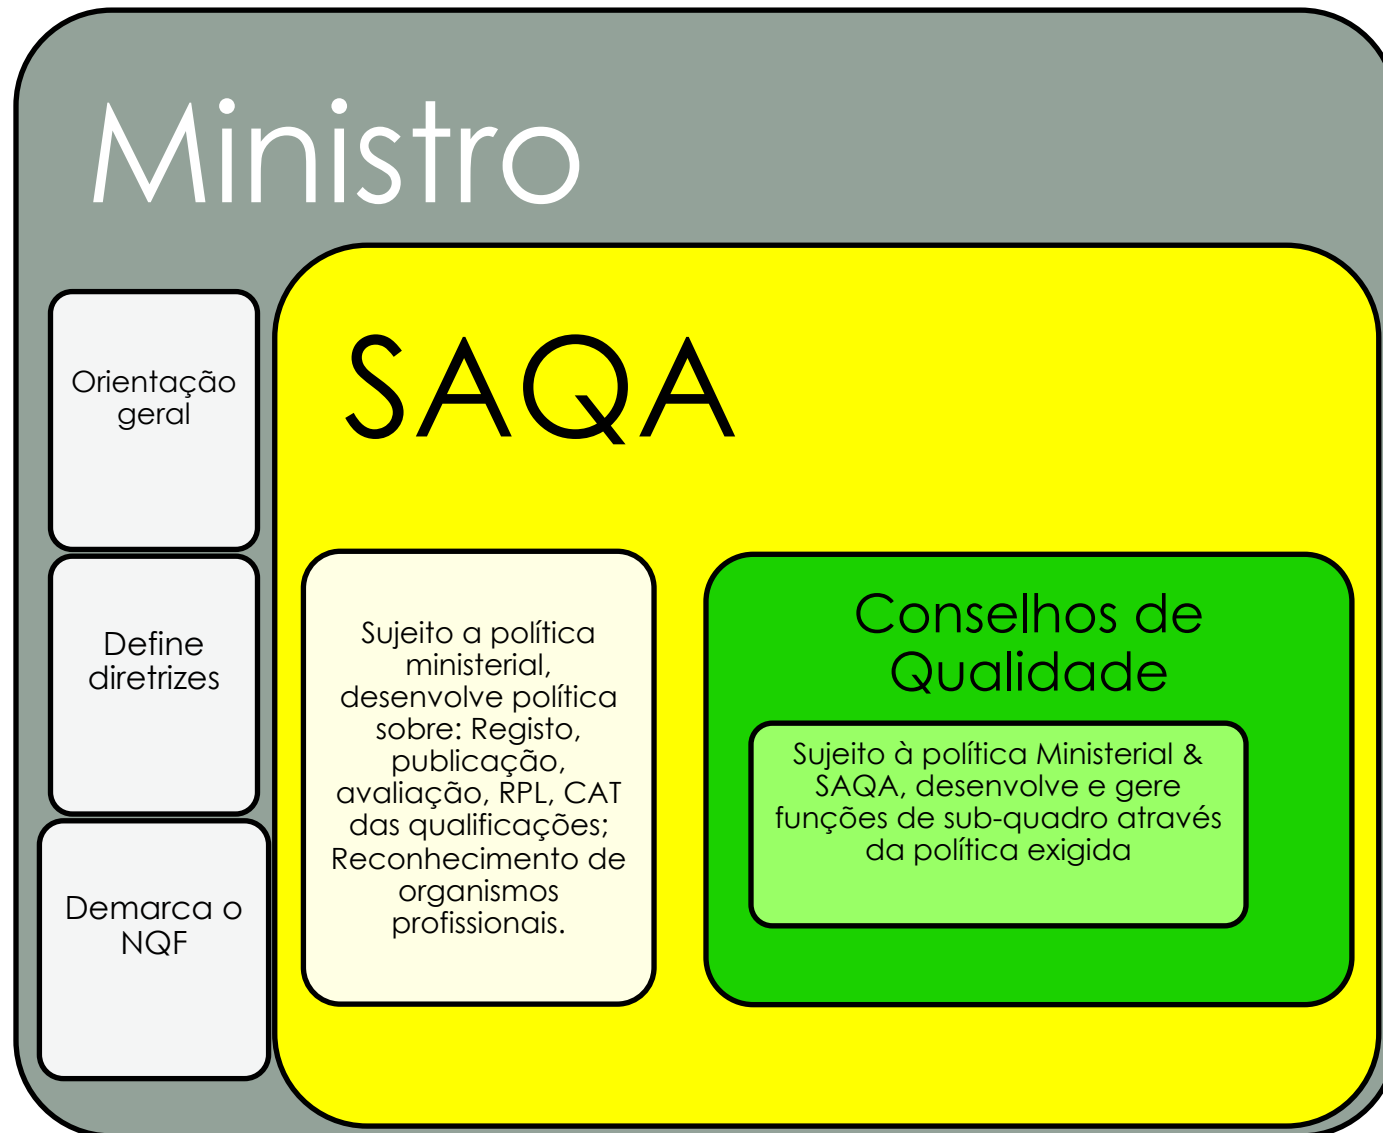 Ministro
Orientação
geral
Define
diretrizes
Demarca o
NQF
SAQA
Sujeito a política
ministerial,
desenvolve política
sobre: Registo,
publicação,
avaliação, RPL, CAT
das qualificações;
Reconhecimento de
organismos
profissionais.
Conselhos de
Qualidade
Sujeito à política Ministerial &
SAQA, desenvolve e gere
funções de sub-quadro através
da política exigida